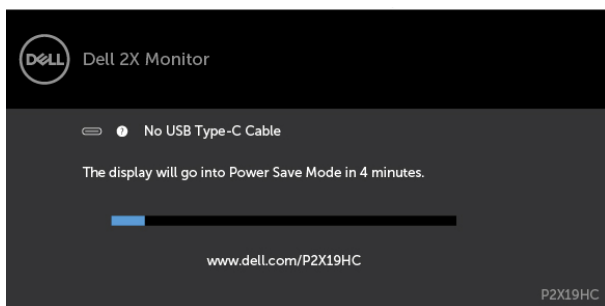 DELL
Dell 2X Monitor
? No USB Type-C Cable
The display will go into Power Save Mode in 4 minutes.
www.dell.com/P2X19HC
P2X19HC